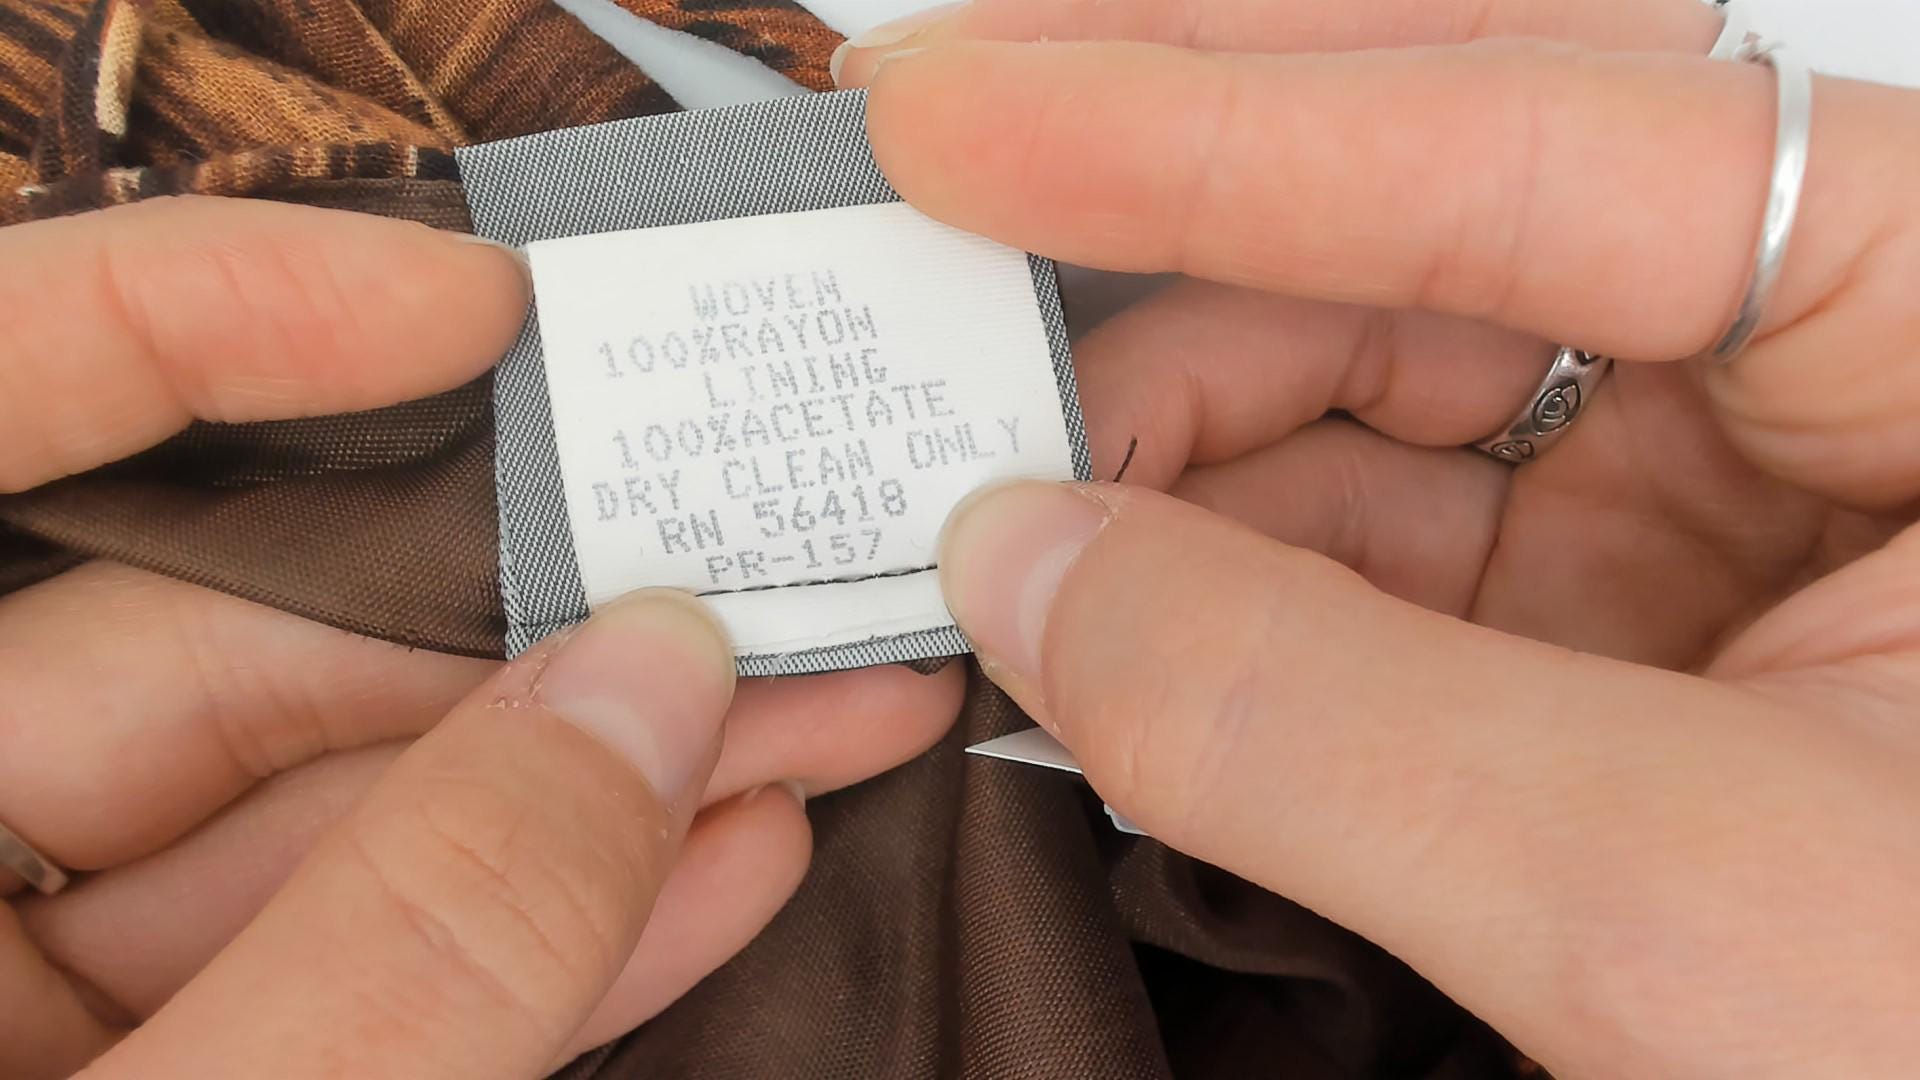 WOVEN
100%RAYON
LINING
100%ACETATE
DRY CLEAN ONLY
RN 56418
PR-157